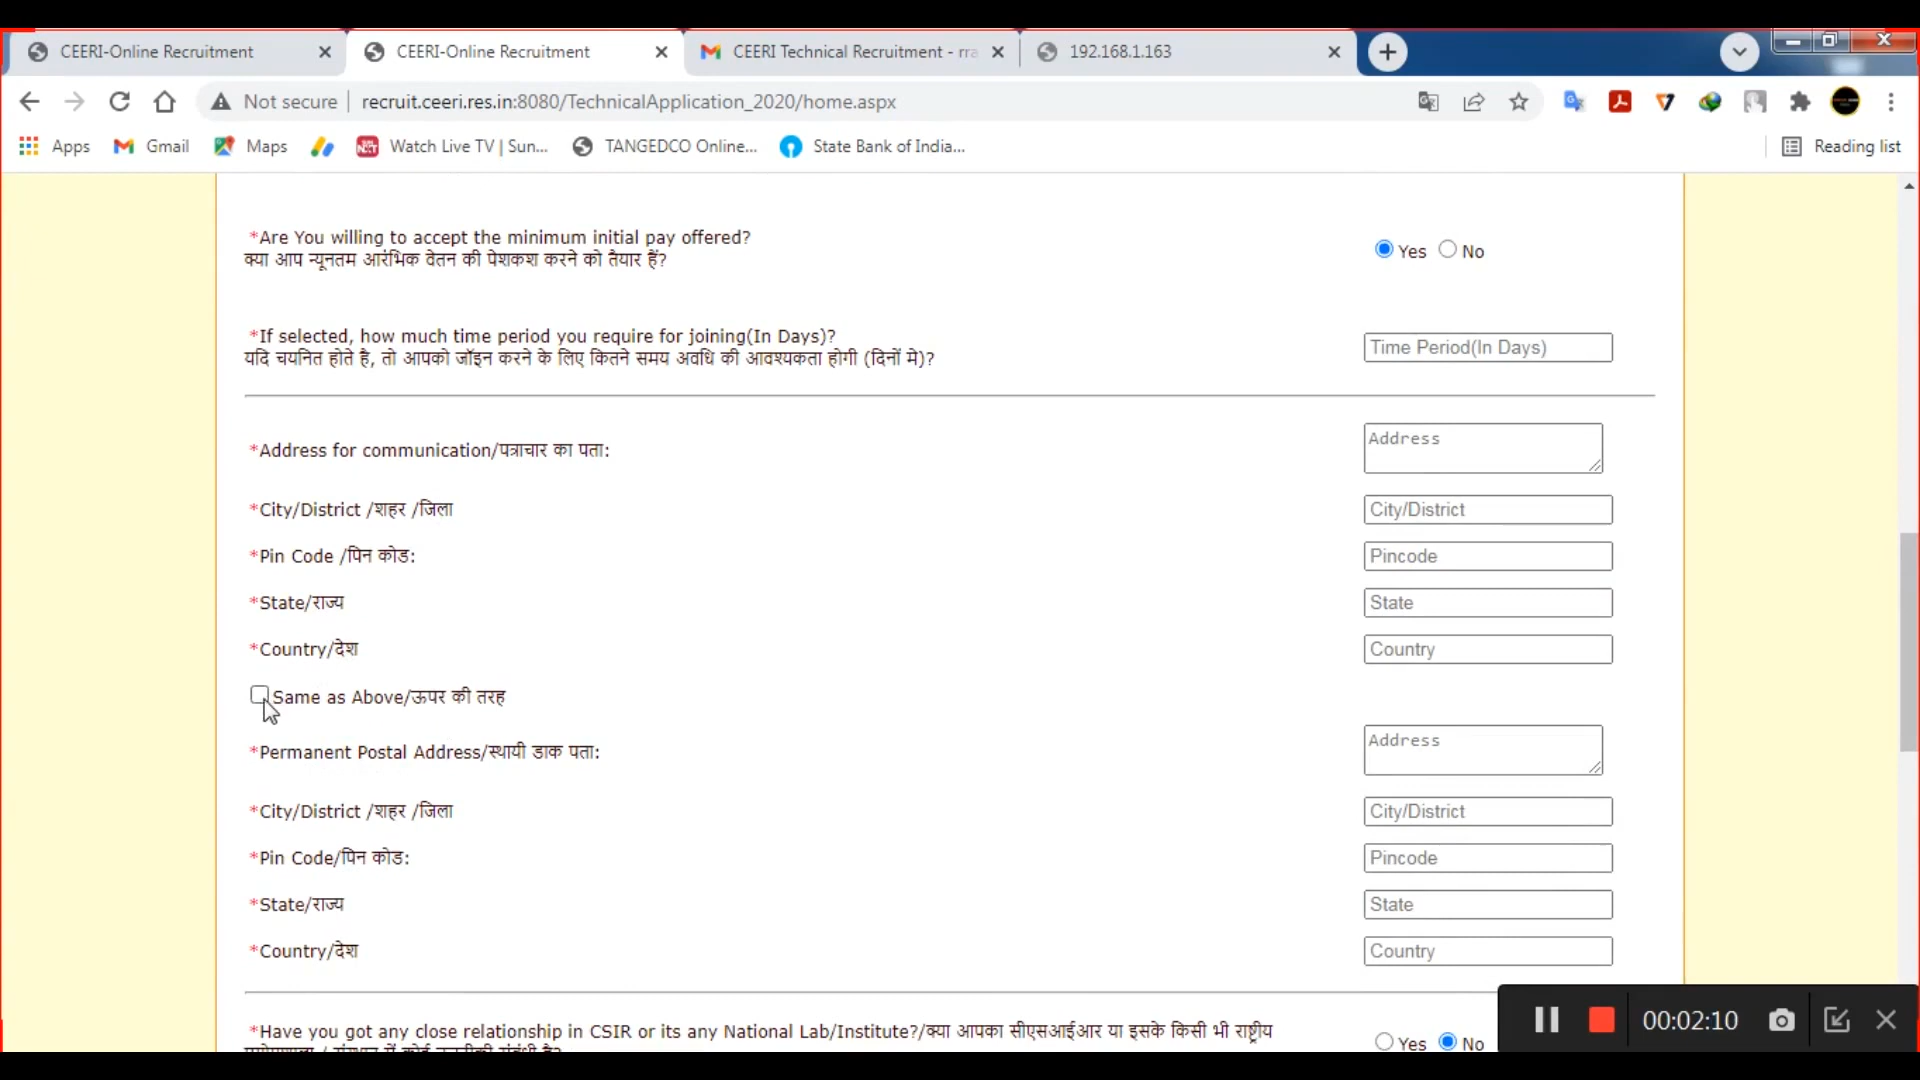 CEERI-Online Recruitment
CEERI-Online Recruitment
CEERI Technical Recruitment - rra
192.168.1.163
Not secure
recruit.ceeri.res.in:8080/TechnicalApplication_2020/home.aspx
Apps
Gmail
Maps
Watch Live TV | Sun...
TANGEDCO Online...
State Bank of India...
Reading list
*Are You willing to accept the minimum initial pay offered?
क्या आप न्यूनतम आरंभिक वेतन की पेशकश करने को तैयार हैं?
Yes No
*If selected, how much time period you require for joining(In Days)?
यदि चयनित होते है, तो आपको जॉइन करने के लिए कितने समय अवधि की आवश्यकता होगी (दिनों मे)?
Time Period(In Days)
*Address for communication/पत्राचार का पता:
Address
*City/District /शहर /जिला
City/District
*Pin Code /पिन कोड:
Pincode
*State/राज्य
State
*Country/देश
Country
Same as Above/ऊपर की तरह
*Permanent Postal Address/स्थायी डाक पता:
Address
*City/District /शहर /जिला
City/District
*Pin Code/पिन कोड:
Pincode
*State/राज्य
State
*Country/देश
Country
*Have you got any close relationship in CSIR or its any National Lab/Institute?/क्या आपका सीएसआईआर या इसके किसी भी राष्ट्रीय
Yes No
00:02:10